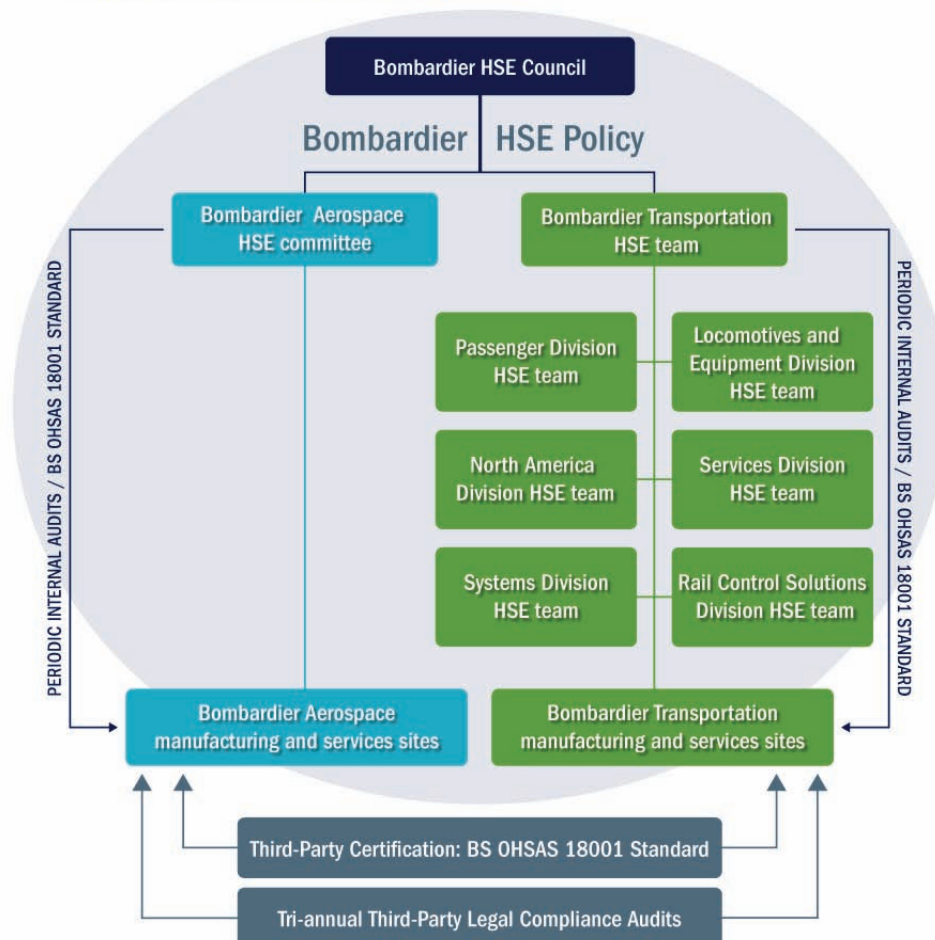 Bombardier HSE Council
Bombardier HSE Policy
Bombardier Aerospace
HSE committee
Bombardier Transportation
HSE team
PERIODIC INTERNAL AUDITS / BS OHSAS 18001 STANDARD
PERIODIC INTERNAL AUDITS / BS OHSAS 18001 STANDARD
Passenger Division
HSE team
Locomotives and
Equipment Division
HSE team
North America
Division HSE team
Services Division
HSE team
Systems Division
HSE team
Rail Control Solutions
Division HSE team
Bombardier Aerospace
manufacturing and services sites
Bombardier Transportation
manufacturing and services sites
Third-Party Certification: BS OHSAS 18001 Standard
Tri-annual Third-Party Legal Compliance Audits